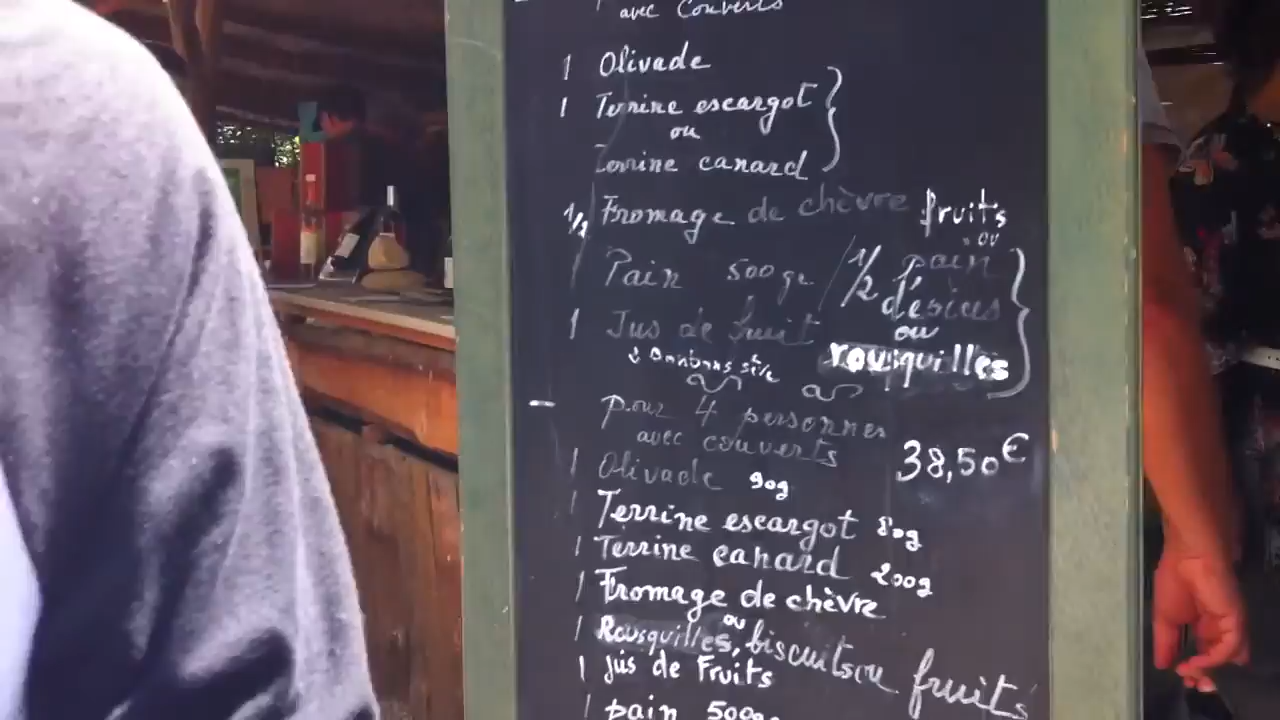 avec Couverts
1 Olivade
1 Terrine escargot
ou
Terrine canard
1/2 Fromage de chèvre fruits
ou
Pain 500g / 1/2 pain
d'ésius
ou
1 Jus de fruit rousquilles
pour 4 personnes
avec couverts 38,50€
1 Olivade 90g
1 Terrine escargot 80g
1 Terrine canard 200g
1 Fromage de chèvre
1 Rousquilles, ou biscuits ou fruits
1 jus de Fruits
1 pain 500g